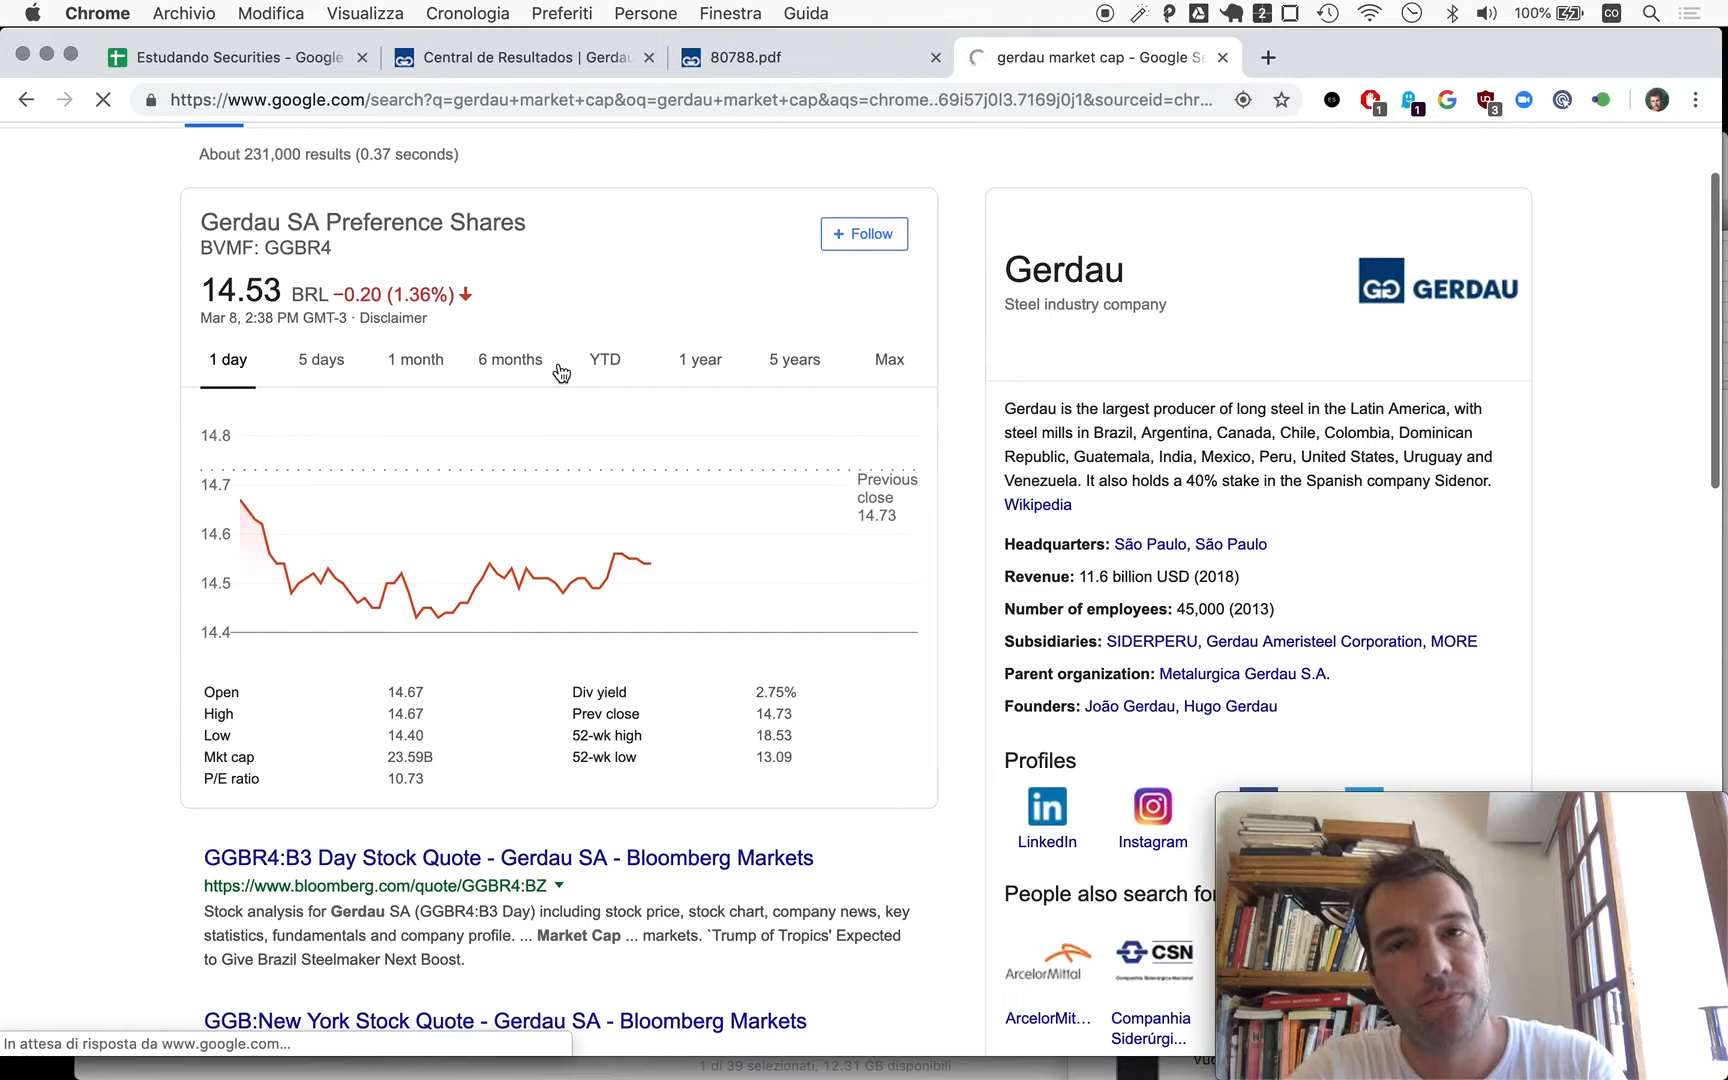 Chrome Archivio Modifica Visualizza Cronologia Preferiti Persone Finestra Guida 2 100% CO
Estudando Securities - Google
Central de Resultados | Gerdau
80788.pdf
gerdau market cap - Google Se
https://www.google.com/search?q=gerdau+market+cap&oq=gerdau+market+cap&aqs=chrome..69i57j0l3.7169j0j1&sourceid=chr...
1 1 3
About 231,000 results (0.37 seconds)
Gerdau SA Preference Shares
BVMF: GGBR4
+ Follow
14.53 BRL −0.20 (1.36%)
Mar 8, 2:38 PM GMT-3 · Disclaimer
1 day 5 days 1 month 6 months YTD 1 year 5 years Max
14.8
14.7
14.6
14.5
14.4
Previous
close
14.73
Open 14.67 Div yield 2.75%
High 14.67 Prev close 14.73
Low 14.40 52-wk high 18.53
Mkt cap 23.59B 52-wk low 13.09
P/E ratio 10.73
GGBR4:B3 Day Stock Quote - Gerdau SA - Bloomberg Markets
https://www.bloomberg.com/quote/GGBR4:BZ
Stock analysis for Gerdau SA (GGBR4:B3 Day) including stock price, stock chart, company news, key
statistics, fundamentals and company profile. ... Market Cap ... markets. `Trump of Tropics' Expected
to Give Brazil Steelmaker Next Boost.
GGB:New York Stock Quote - Gerdau SA - Bloomberg Markets
In attesa di risposta da www.google.com...
1 di 39 selezionati, 12.31 GB disponibili
Gerdau
Steel industry company
GERDAU
Gerdau is the largest producer of long steel in the Latin America, with
steel mills in Brazil, Argentina, Canada, Chile, Colombia, Dominican
Republic, Guatemala, India, Mexico, Peru, United States, Uruguay and
Venezuela. It also holds a 40% stake in the Spanish company Sidenor.
Wikipedia
Headquarters: São Paulo, São Paulo
Revenue: 11.6 billion USD (2018)
Number of employees: 45,000 (2013)
Subsidiaries: SIDERPERU, Gerdau Ameristeel Corporation, MORE
Parent organization: Metalurgica Gerdau S.A.
Founders: João Gerdau, Hugo Gerdau
Profiles
LinkedIn Instagram
People also search for
ArcelorMittal CSN
ArcelorMit... Companhia
Siderúrgi...